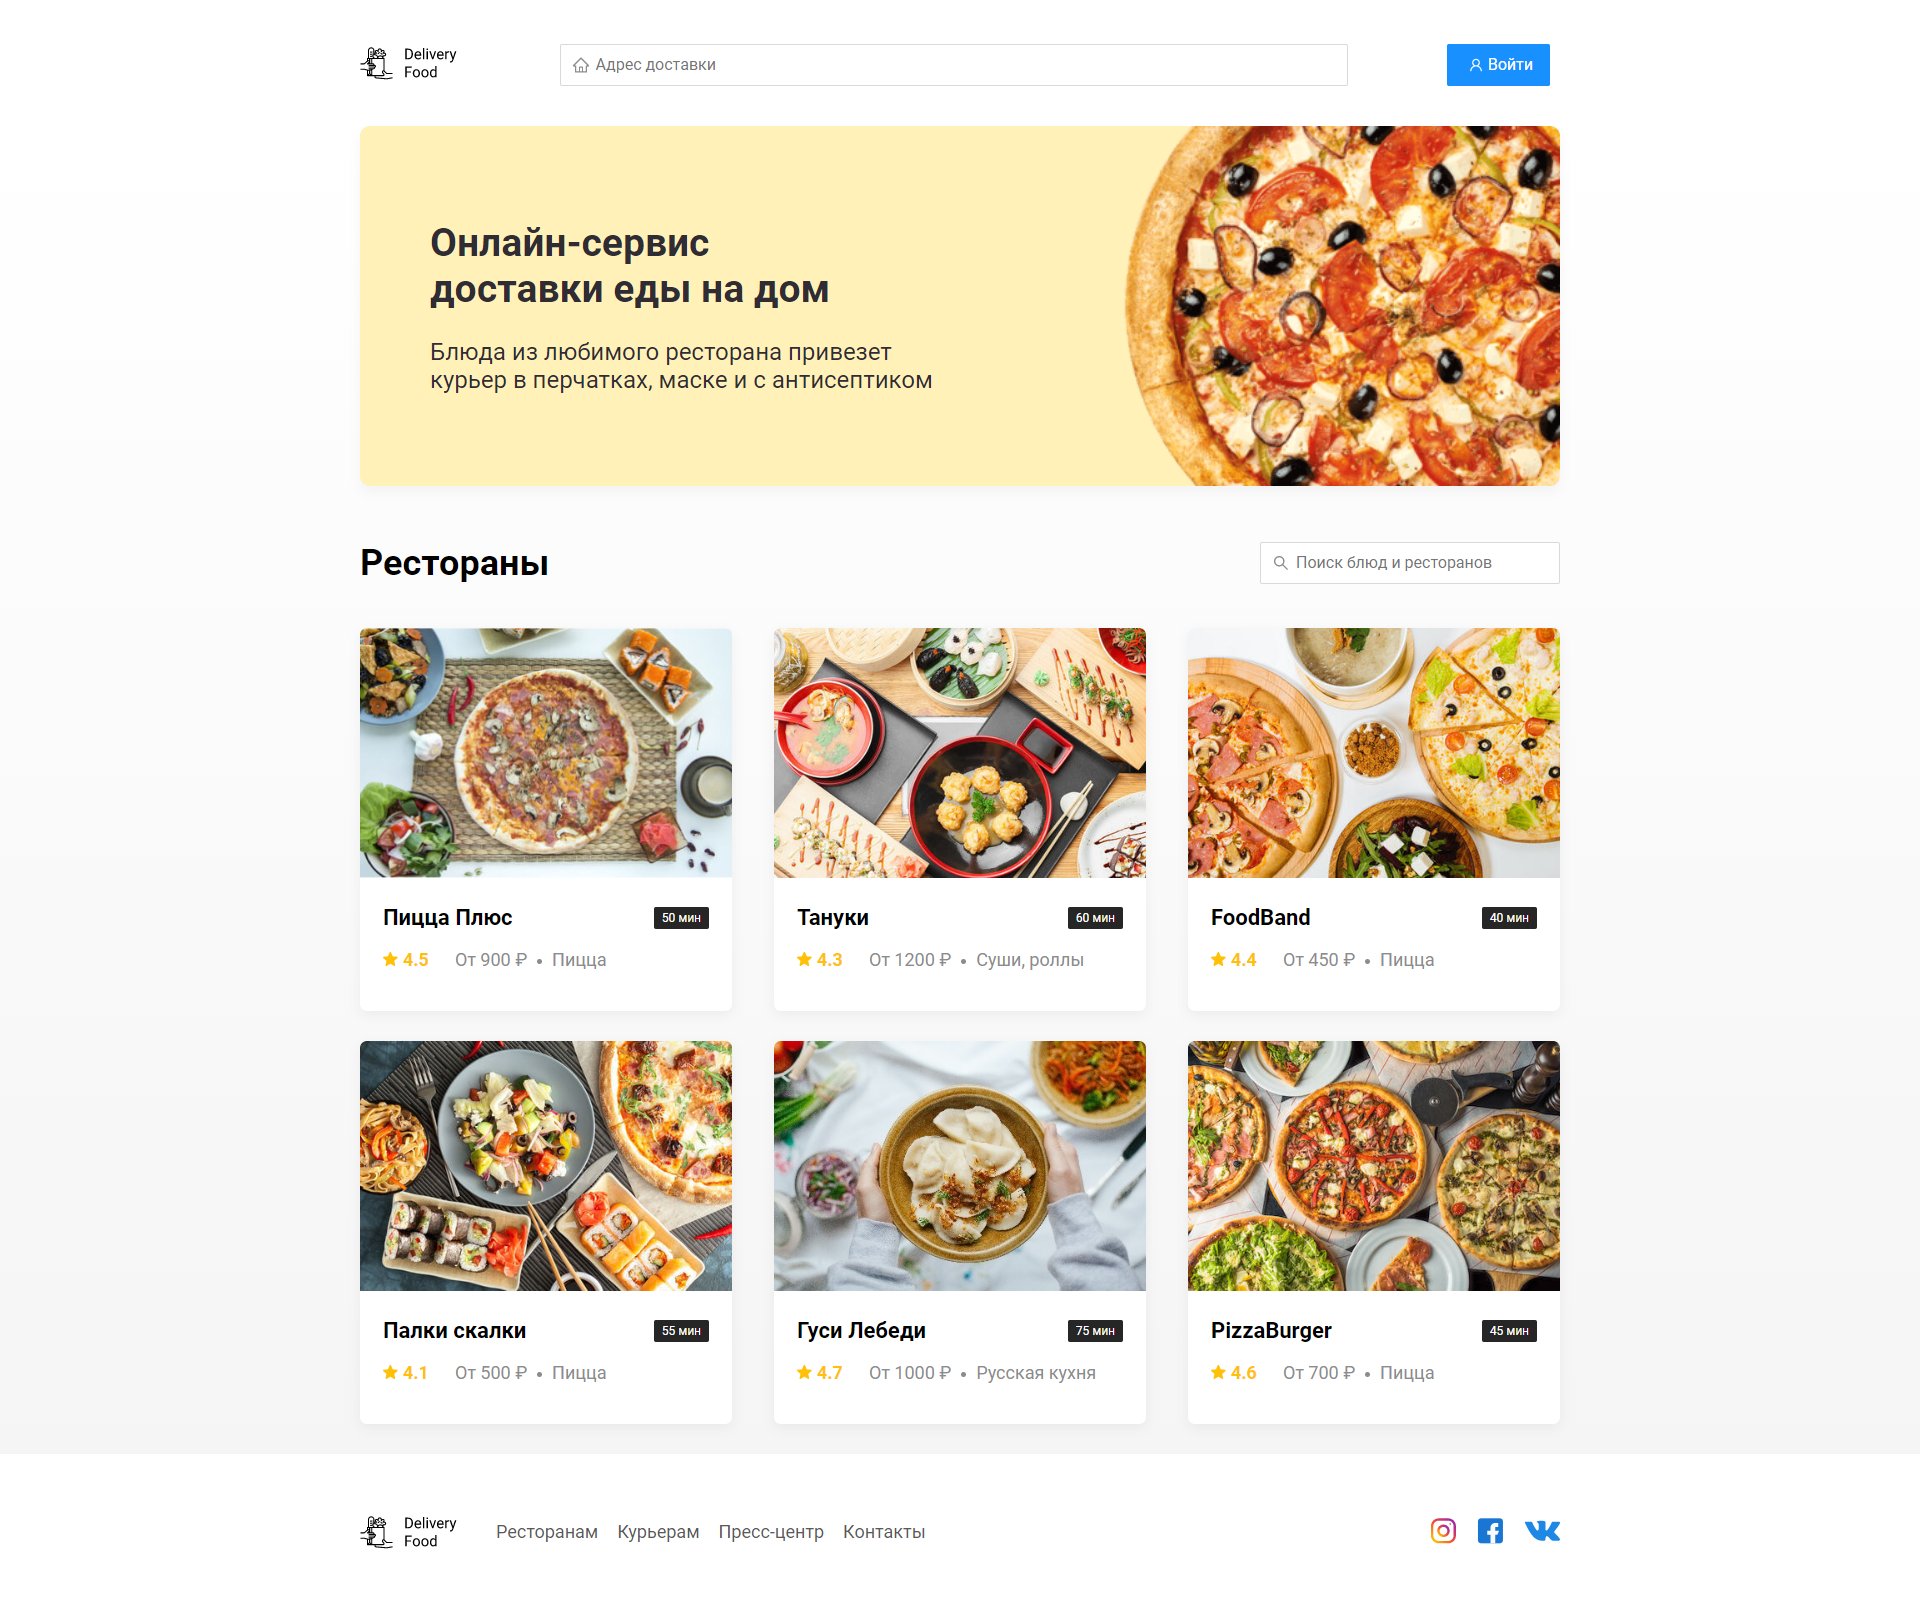 Delivery
Food
Адрес доставки
Войти
Онлайн-сервис
доставки еды на дом
Блюда из любимого ресторана привезет
курьер в перчатках, маске и с антисептиком
Рестораны
Поиск блюд и ресторанов
Пицца Плюс
50 мин
4.5 От 900 ₽ • Пицца
Тануки
60 мин
4.3 От 1200 ₽ • Суши, роллы
FoodBand
40 мин
4.4 От 450 ₽ • Пицца
Палки скалки
55 мин
4.1 От 500 ₽ • Пицца
Гуси Лебеди
75 мин
4.7 От 1000 ₽ • Русская кухня
PizzaBurger
45 мин
4.6 От 700 ₽ • Пицца
Delivery
Food
Ресторанам Курьерам Пресс-центр Контакты